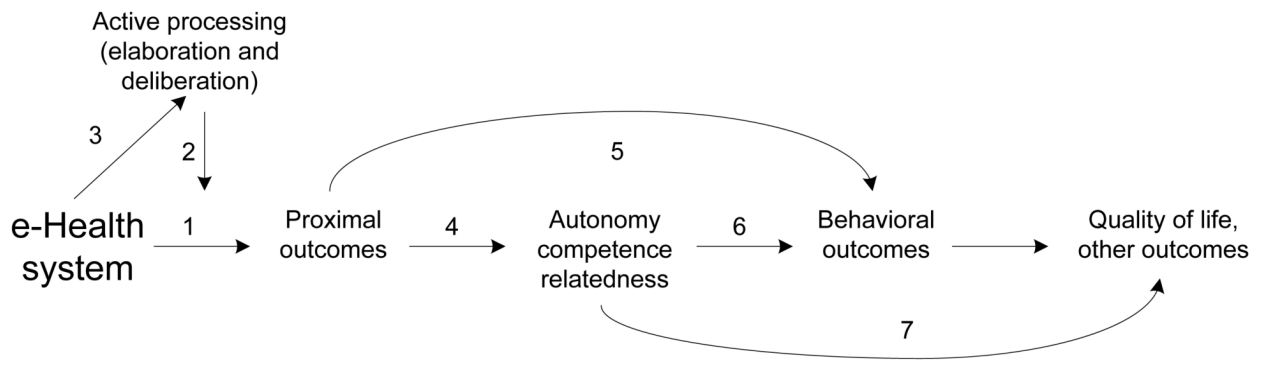 Active processing
(elaboration and
deliberation)
3
2
5
e-Health
system
1
Proximal
outcomes
4
Autonomy
competence
relatedness
6
Behavioral
outcomes
Quality of life,
other outcomes
7